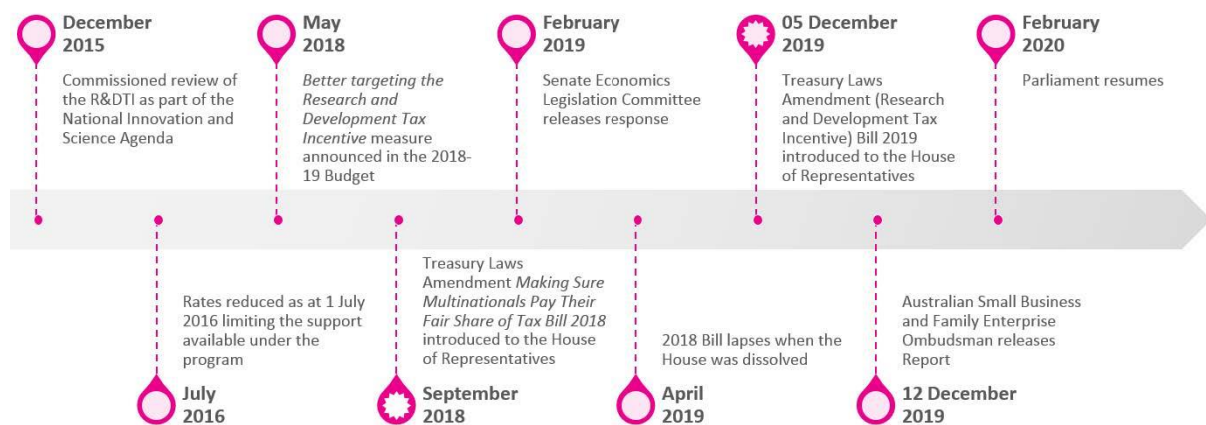 December
2015
Commissioned review of
the R&DTI as part of the
National Innovation and
Science Agenda
May
2018
Better targeting the
Research and
Development Tax
Incentive measure
announced in the 2018-
19 Budget
February
2019
Senate Economics
Legislation Committee
releases response
05 December
2019
Treasury Laws
Amendment (Research
and Development Tax
Incentive) Bill 2019
introduced to the House
of Representatives
February
2020
Parliament resumes
Rates reduced as at 1 July
2016 limiting the support
available under the
program
July
2016
Treasury Laws
Amendment Making Sure
Multinationals Pay Their
Fair Share of Tax Bill 2018
introduced to the House
of Representatives
September
2018
2018 Bill lapses when the
House was dissolved
April
2019
Australian Small Business
and Family Enterprise
Ombudsman releases
Report
12 December
2019